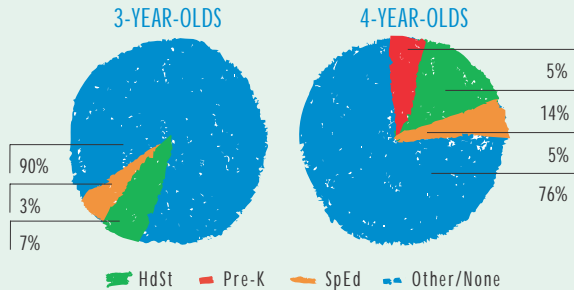 3-YEAR-OLDS
90%
3%
7%
4-YEAR-OLDS
5%
14%
5%
76%
HdSt Pre-K SpEd Other/None